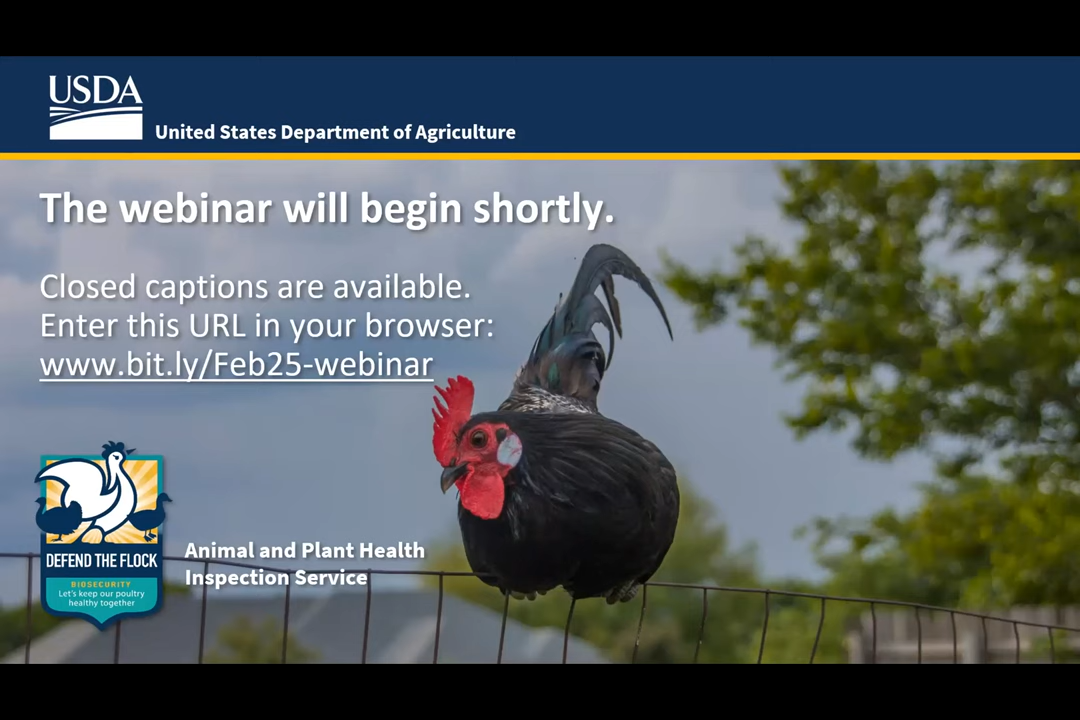 USDA
United States Department of Agriculture
The webinar will begin shortly.
Closed captions are available.
Enter this URL in your browser:
www.bit.ly/Feb25-webinar
DEFEND THE FLOCK
BIOSECURITY
Let's keep our poultry
healthy together
Animal and Plant Health
Inspection Service